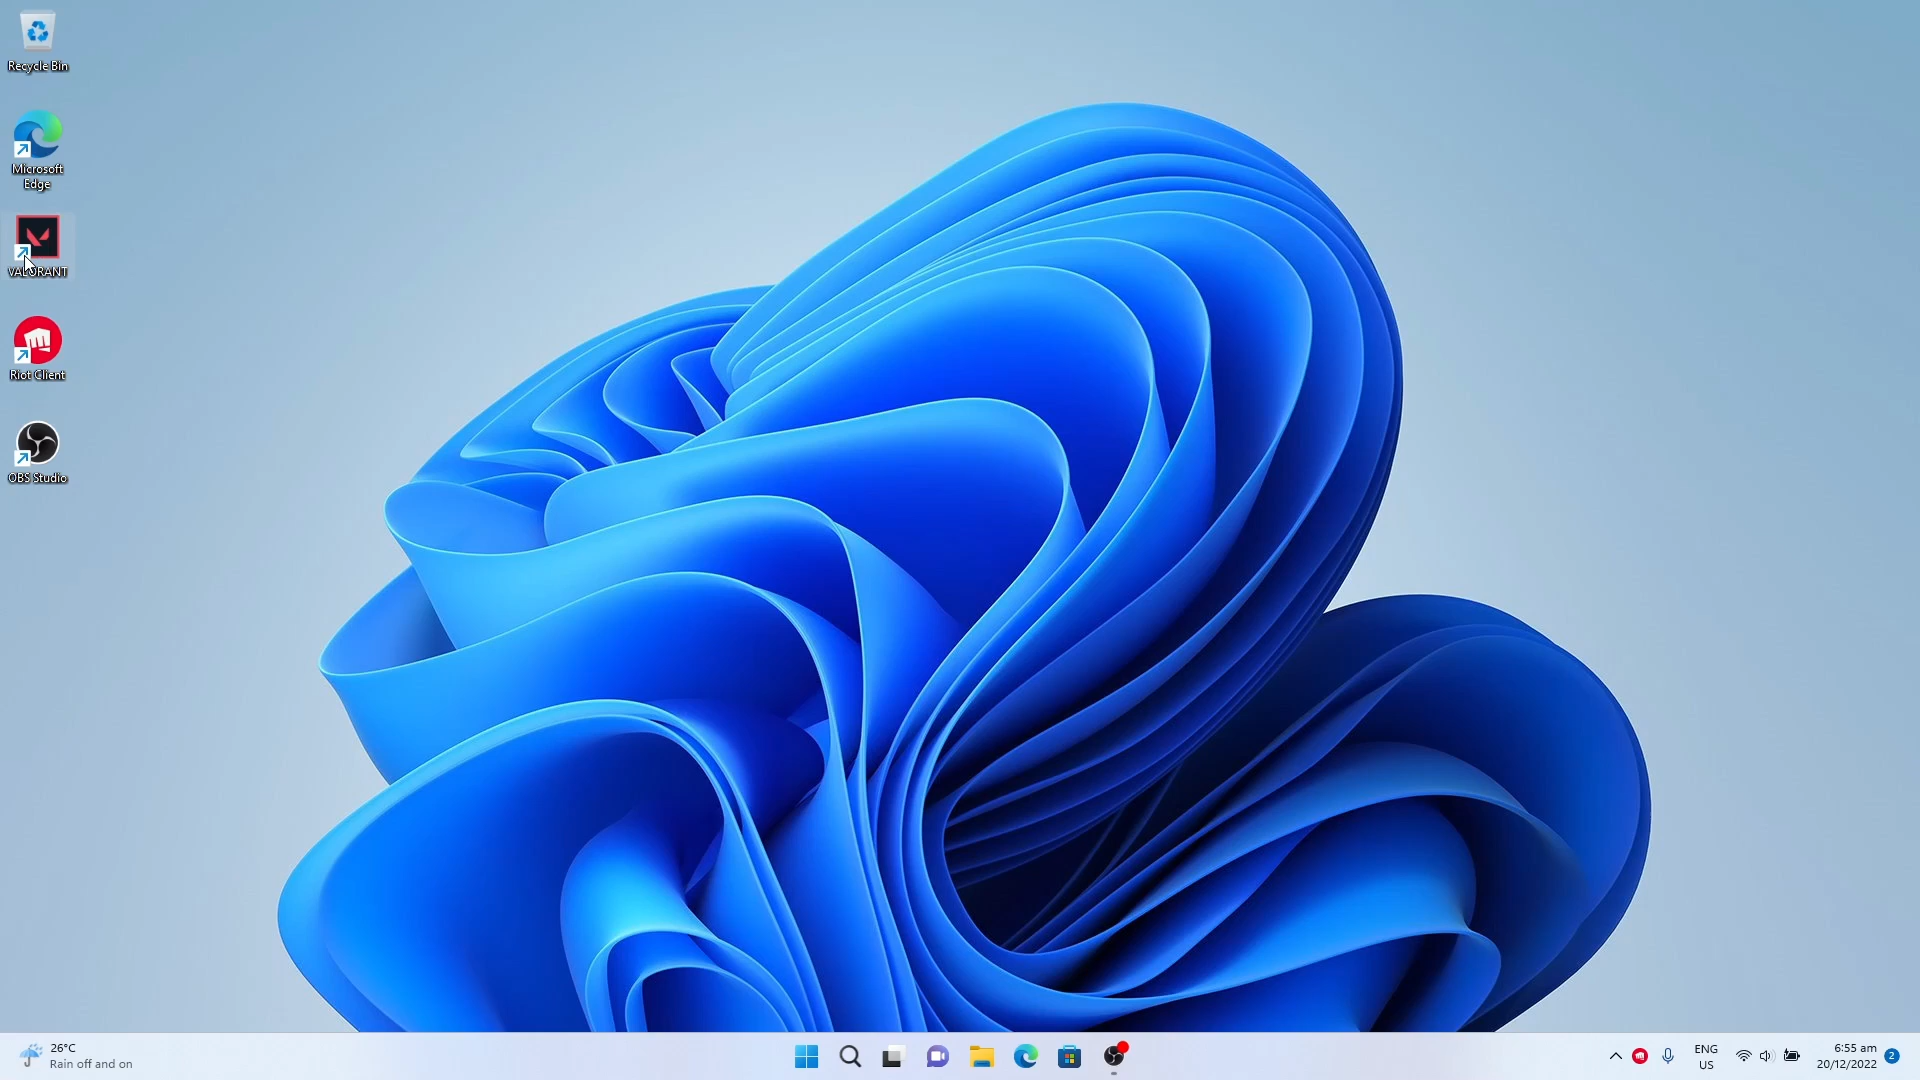 Recycle Bin
Microsoft
Edge
VALORANT
Riot Client
OBS Studio
26°C
Rain off and on
ENG
US
6:55 am
20/12/2022
2